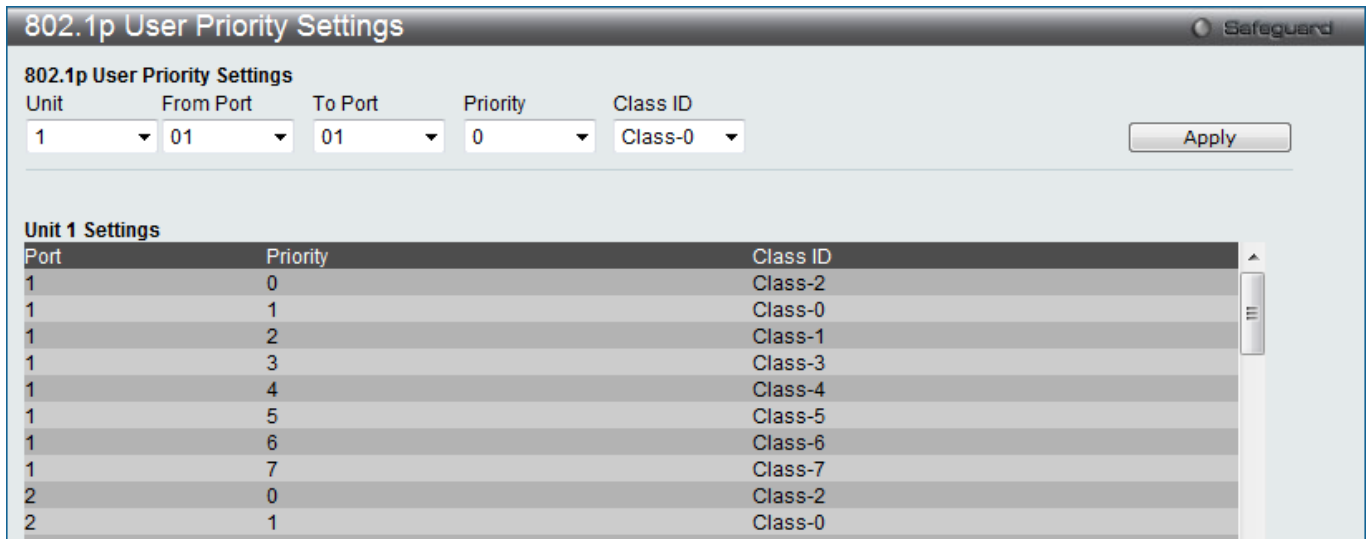 802.1p User Priority Settings Safeguard
802.1p User Priority Settings
Unit From Port To Port Priority Class ID
1 01 01 0 Class-0 Apply
Unit 1 Settings
Port Priority Class ID
1 0 Class-2
1 1 Class-0
1 2 Class-1
1 3 Class-3
1 4 Class-4
1 5 Class-5
1 6 Class-6
1 7 Class-7
2 0 Class-2
2 1 Class-0